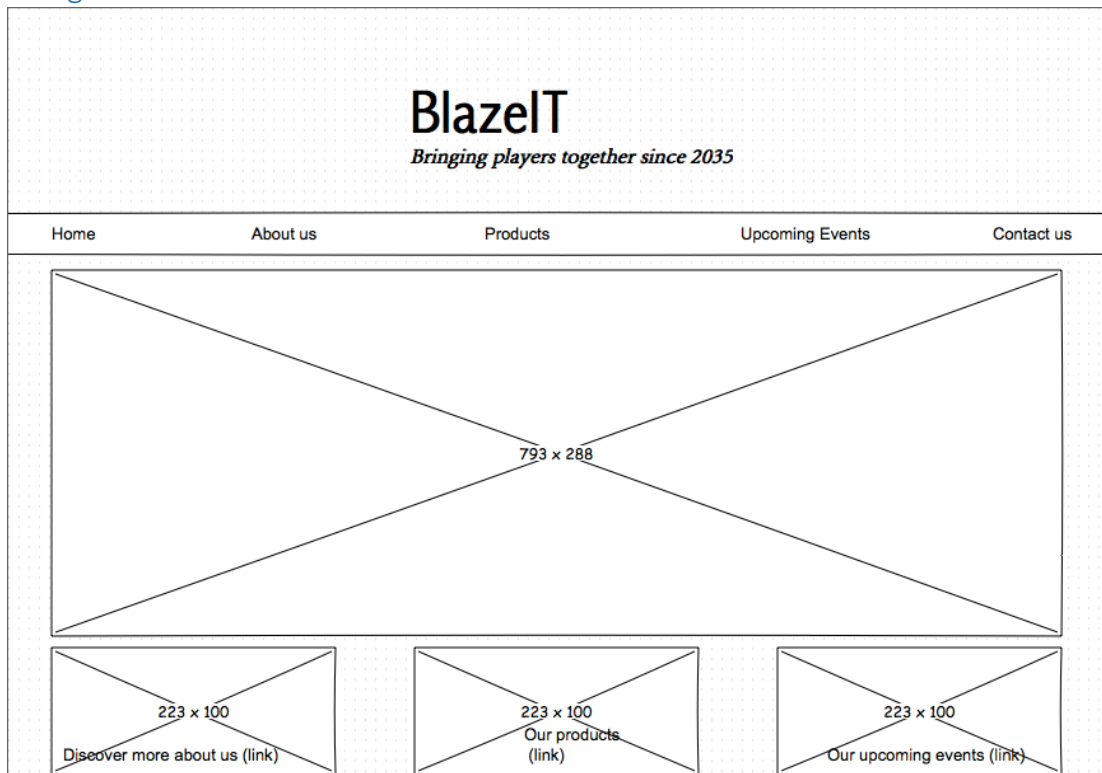 BlazeIT
Bringing players together since 2035
Home About us Products Upcoming Events Contact us
793 x 288
223 x 100 223 x 100 223 x 100
Our products
Discover more about us (link) (link) Our upcoming events (link)